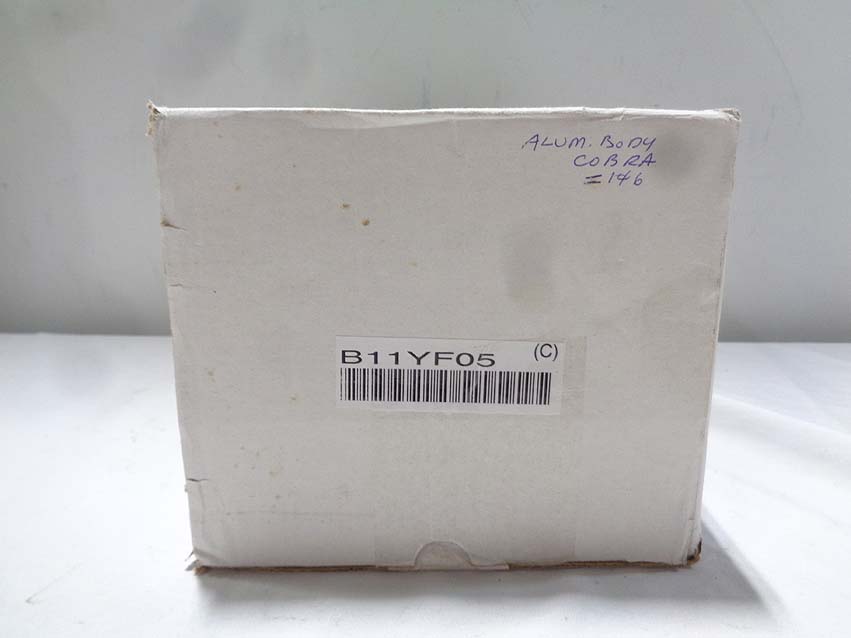 ALUM. BODY
COBRA
=146
B11YF05 (C)